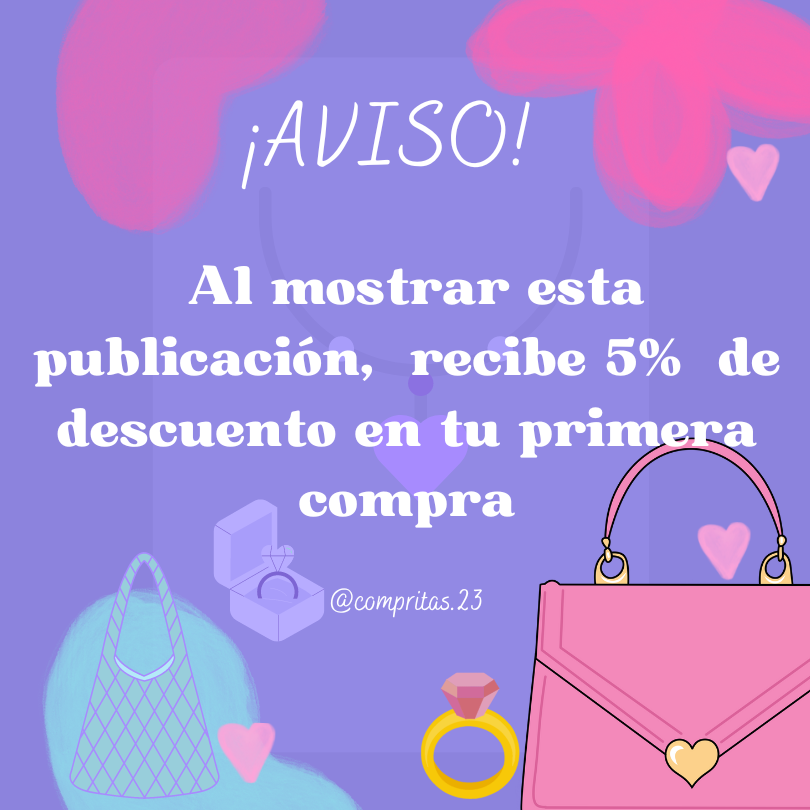 ¡AVISO!
Al mostrar esta
publicación, recibe 5% de
descuento en tu primera
compra
@compritas.23